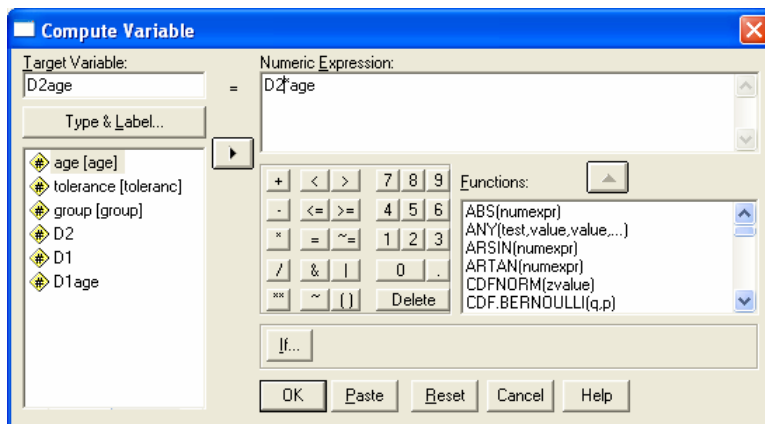 Compute Variable
Target Variable:
D2age
=
Numeric Expression:
D2*age
Type & Label...
age [age]
tolerance [toleranc]
group [group]
D2
D1
D1age
+ < > 7 8 9
- <= >= 4 5 6
* = ~= 1 2 3
/ & | 0 .
** ~ () Delete
Functions:
ABS(numexpr)
ANY(test,value,value,...)
ARSIN(numexpr)
ARTAN(numexpr)
CDFNORM(zvalue)
CDF.BERNOULLI(q,p)
If...
OK Paste Reset Cancel Help